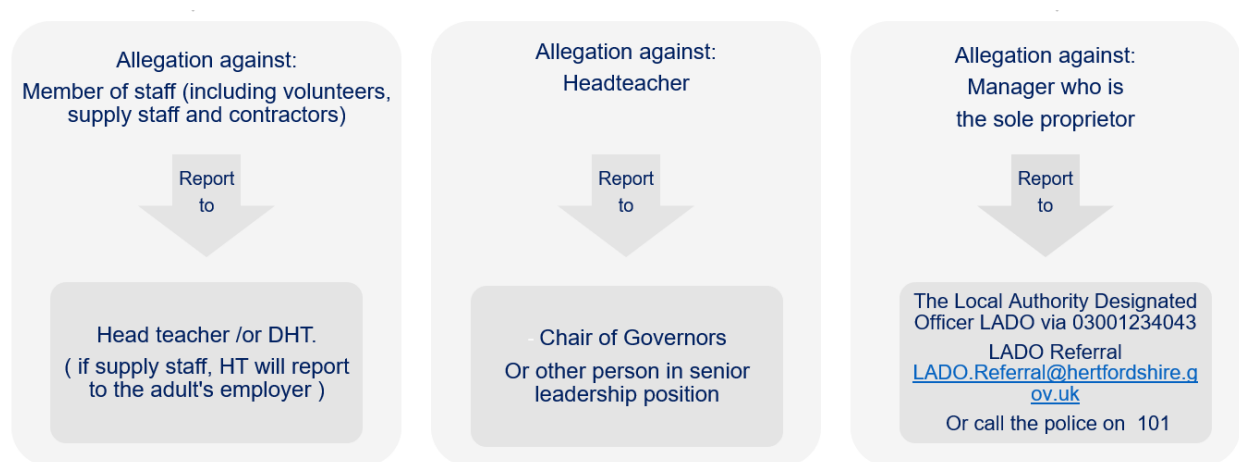 Allegation against:
Member of staff (including volunteers,
supply staff and contractors)
Report
to
Head teacher /or DHT.
( if supply staff, HT will report
to the adult's employer )
Allegation against:
Headteacher
Report
to
- Chair of Governors
Or other person in senior
leadership position
Allegation against:
Manager who is
the sole proprietor
Report
to
The Local Authority Designated
Officer LADO via 03001234043
LADO Referral
LADO.Referral@hertfordshire.g
ov.uk
Or call the police on 101